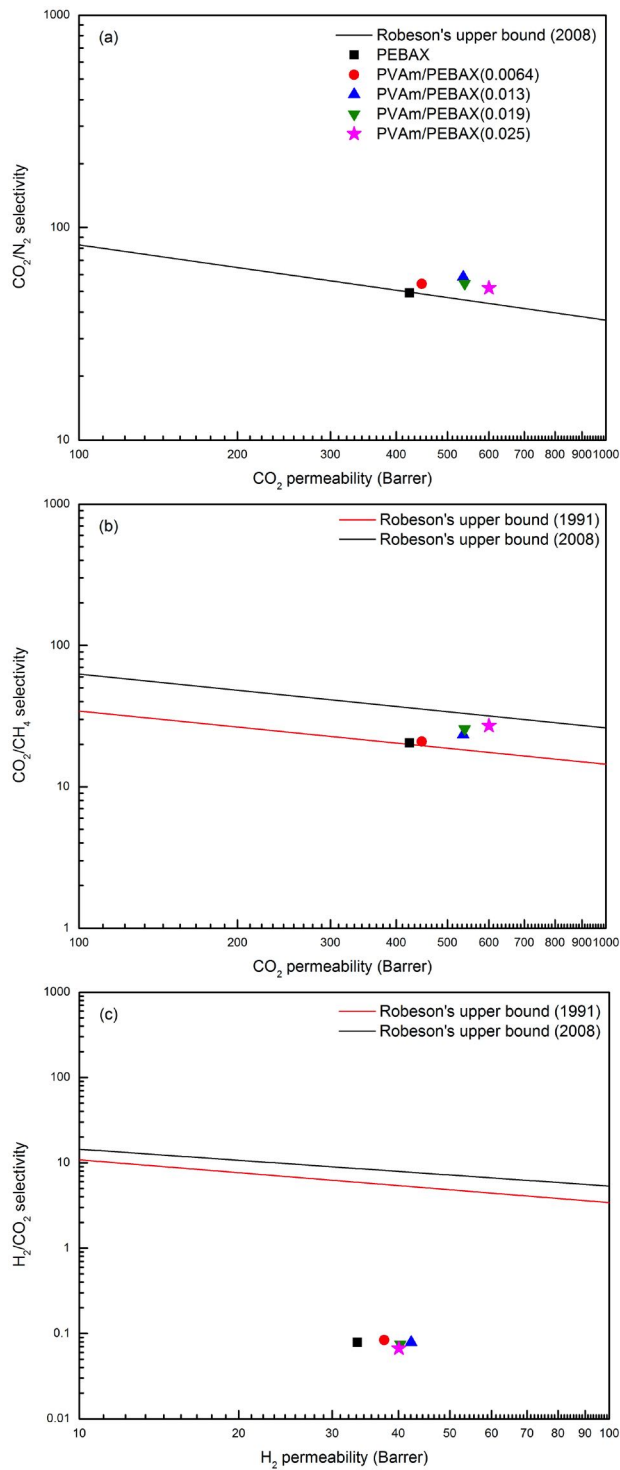 1000
(a)
Robeson's upper bound (2008)
PEBAX
PVAm/PEBAX(0.0064)
PVAm/PEBAX(0.013)
PVAm/PEBAX(0.019)
PVAm/PEBAX(0.025)
CO2/N2 selectivity
100
10
100 200 300 400 500 600 700 800 900 1000
CO2 permeability (Barrer)
1000
(b)
Robeson's upper bound (1991)
Robeson's upper bound (2008)
CO2/CH4 selectivity
100
10
1
100 200 300 400 500 600 700 800 900 1000
CO2 permeability (Barrer)
1000
(c)
Robeson's upper bound (1991)
Robeson's upper bound (2008)
H2/CO2 selectivity
100
10
1
0.1
0.01
10 20 30 40 50 60 70 80 90 100
H2 permeability (Barrer)